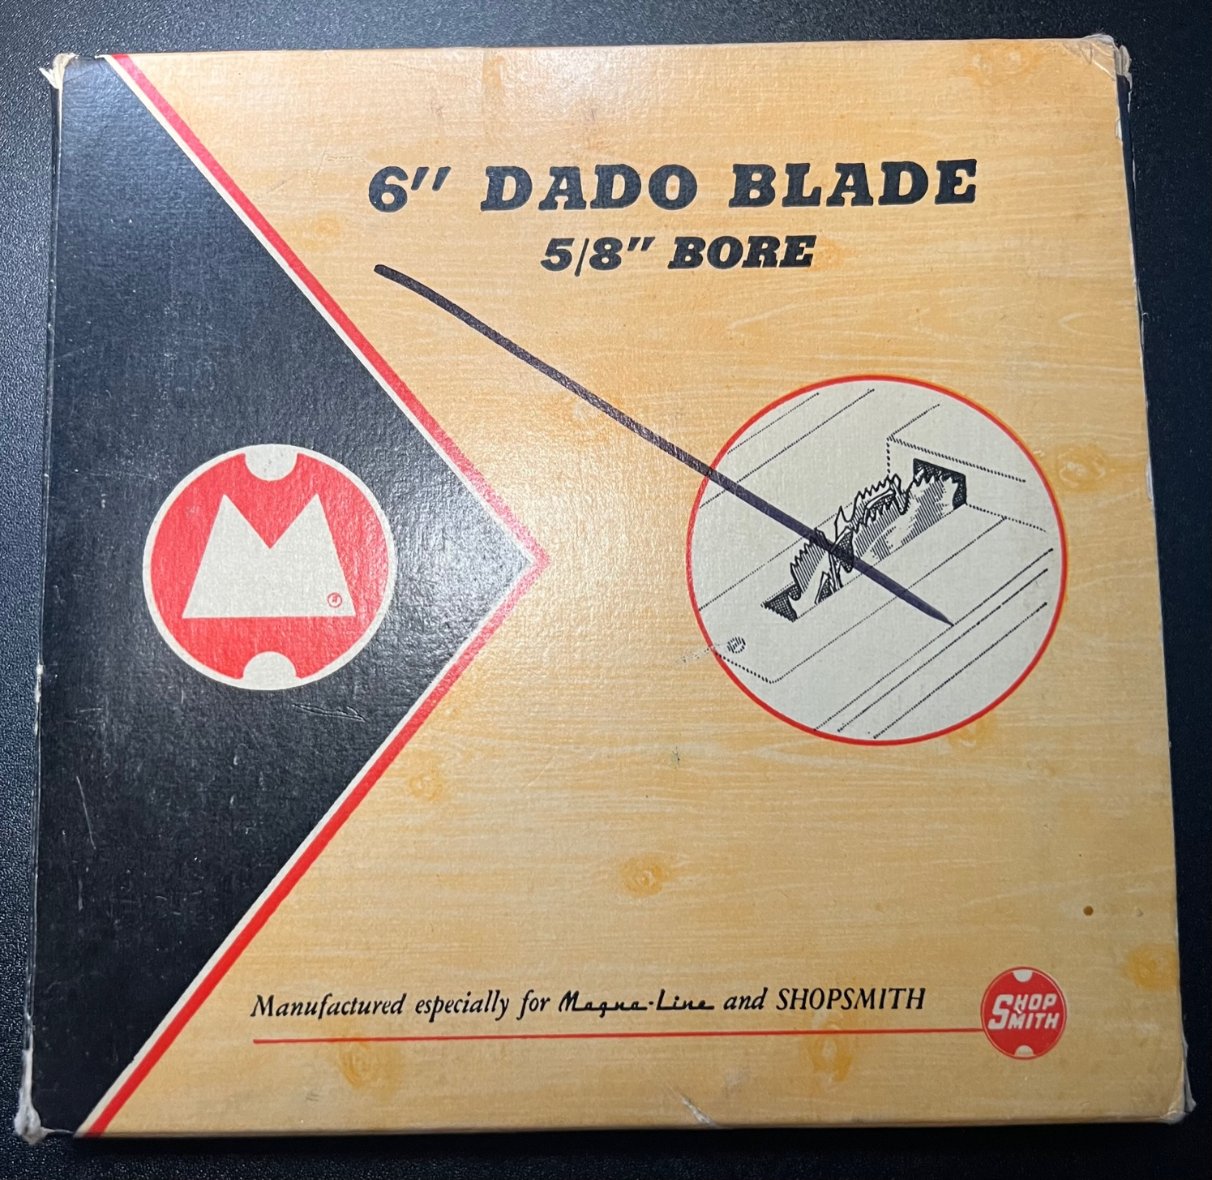 6" DADO BLADE
5/8" BORE
M
®
Manufactured especially for Magna-Line and SHOPSMITH
SHOP
SMITH